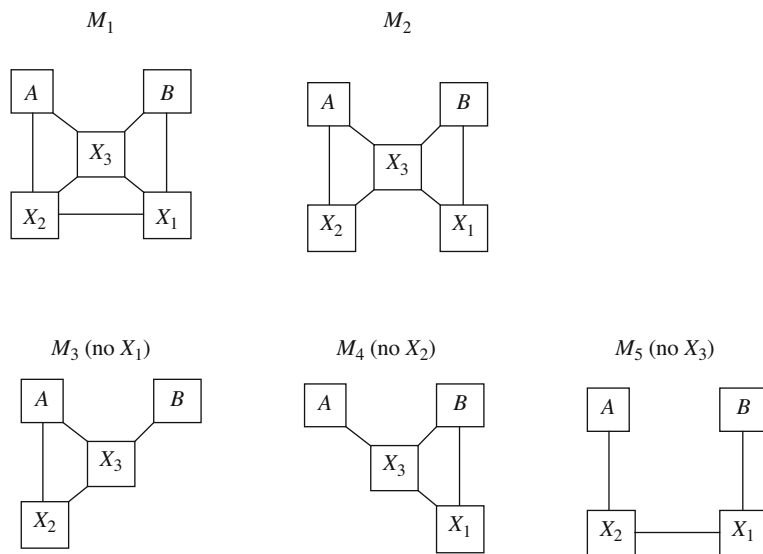 M₁ M₂
A B
A B
X₃
X₃
X₂ X₁
X₂ X₁
M₃ (no X₁) M₄ (no X₂) M₅ (no X₃)
A B A B A B
X₃ X₃
X₂ X₁ X₂ X₁